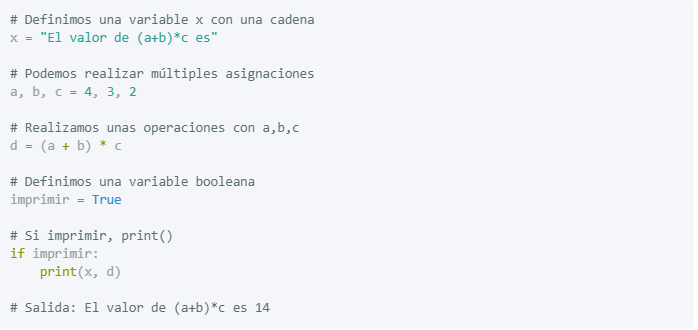 # Definimos una variable x con una cadena
x = "El valor de (a+b)*c es"
# Podemos realizar múltiples asignaciones
a, b, c = 4, 3, 2
# Realizamos unas operaciones con a,b,c
d = (a + b) * c
# Definimos una variable booleana
imprimir = True
# Si imprimir, print()
if imprimir:
    print(x, d)
# Salida: El valor de (a+b)*c es 14